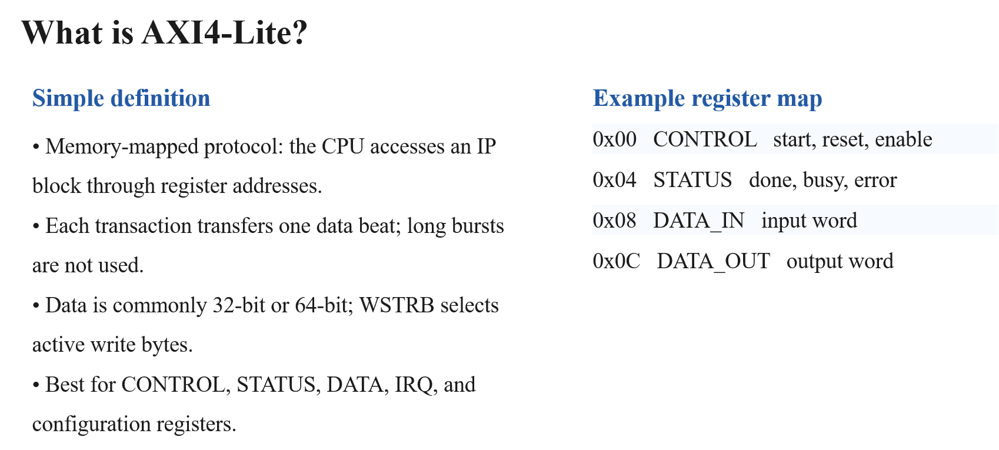 What is AXI4-Lite?
Simple definition
• Memory-mapped protocol: the CPU accesses an IP
block through register addresses.
• Each transaction transfers one data beat; long bursts
are not used.
• Data is commonly 32-bit or 64-bit; WSTRB selects
active write bytes.
• Best for CONTROL, STATUS, DATA, IRQ, and
configuration registers.
Example register map
0x00 CONTROL start, reset, enable
0x04 STATUS done, busy, error
0x08 DATA_IN input word
0x0C DATA_OUT output word